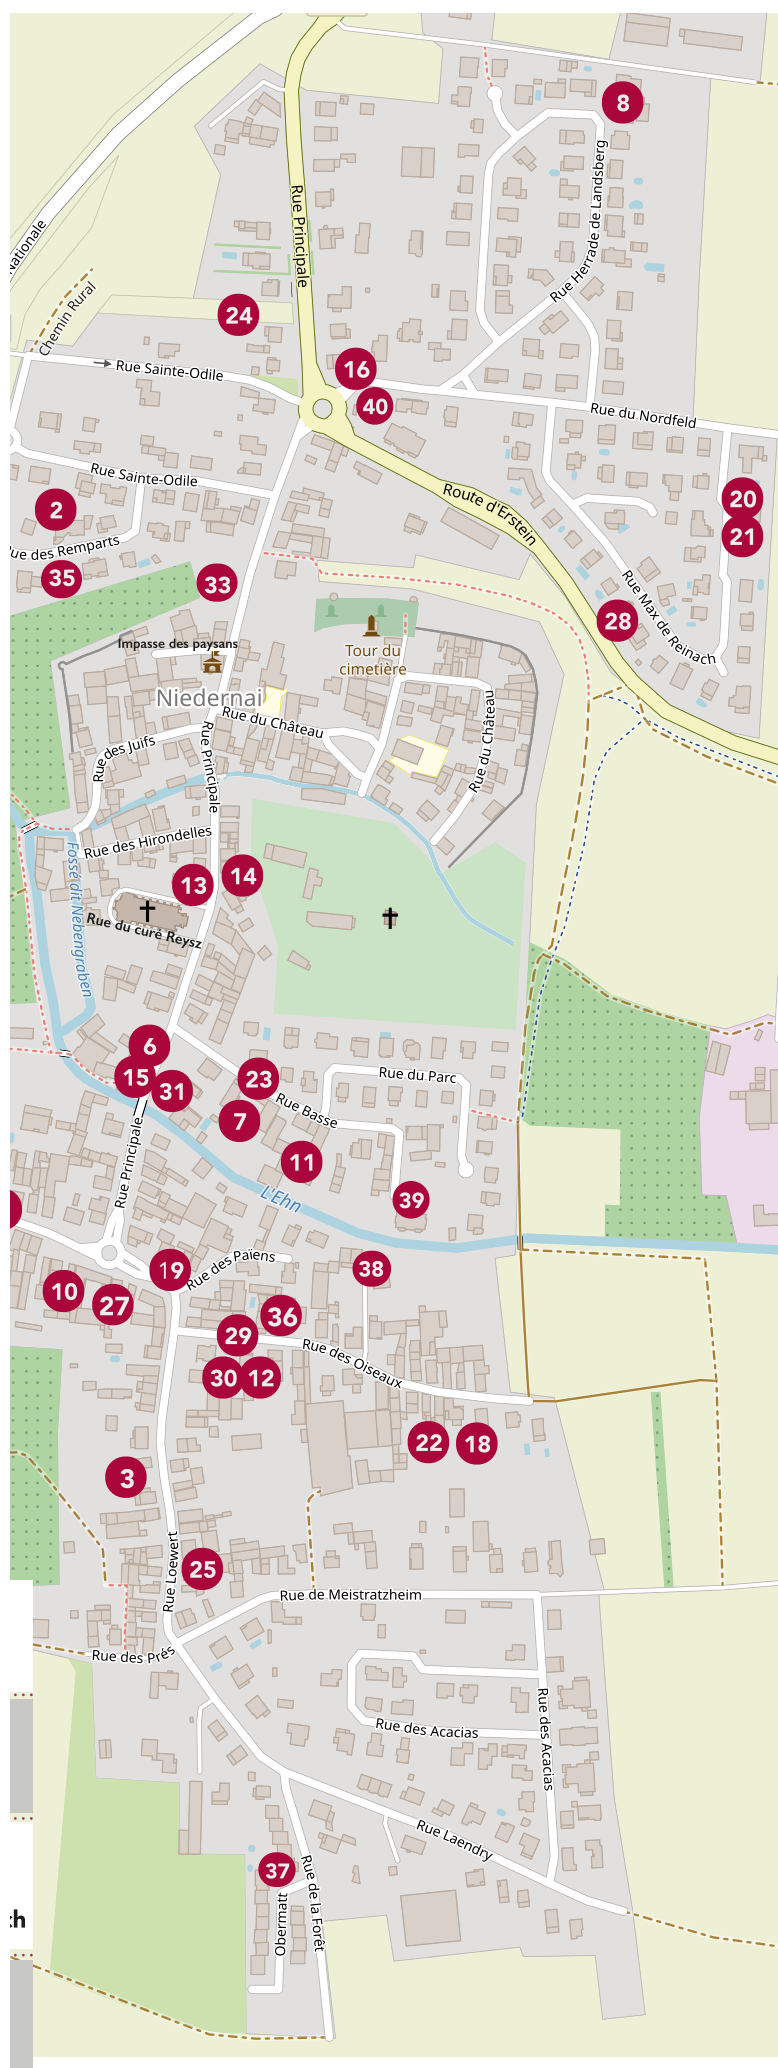 8
Rue Principale
Rue Herrade de Landsberg
Nationale
Chemin Rural
24
Rue Sainte-Odile
16
40
Rue du Nordfeld
Rue Sainte-Odile
Route d'Erstein
20
2
21
Rue des Remparts
35
33
28
Rue Max de Reinach
Impasse des paysans
Tour du
cimetière
Niedernai
Rue du Château
Rue du Château
Rue des Juifs
Rue Principale
Rue des Hirondelles
Fossé dit Nebengraben
13
14
Rue du curé Reysz
6
15
31
23
Rue du Parc
Rue Basse
7
11
Rue Principale
L'Ehn
39
19
Rue des Païens
38
10
27
36
29
Rue des Oiseaux
30
12
22
18
3
Rue Loewert
25
Rue de Meistratzheim
Rue des Prés
Rue des Acacias
Rue des Acacias
Rue Laendry
37
Rue de la Forêt
Obermatt